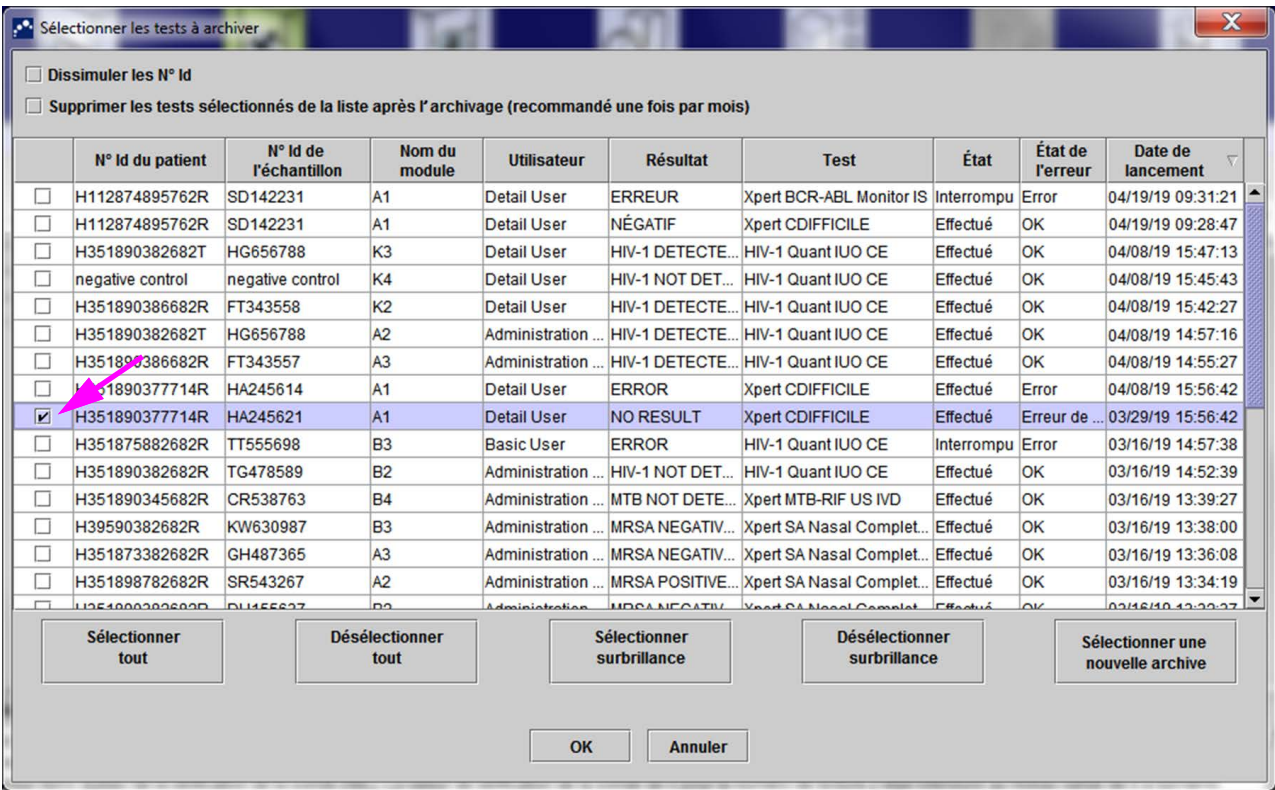 Sélectionner les tests à archiver
Dissimuler les N° Id
Supprimer les tests sélectionnés de la liste après l'archivage (recommandé une fois par mois)
N° Id du patient N° Id de l'échantillon Nom du module Utilisateur Résultat Test État État de l'erreur Date de lancement
H112874895762R SD142231 A1 Detail User ERREUR Xpert BCR-ABL Monitor IS Interrompu Error 04/19/19 09:31:21
H112874895762R SD142231 A1 Detail User NÉGATIF Xpert CDIFFICILE Effectué OK 04/19/19 09:28:47
H351890382682T HG656788 K3 Detail User HIV-1 DETECTE... HIV-1 Quant IUO CE Effectué OK 04/08/19 15:47:13
negative control negative control K4 Detail User HIV-1 NOT DET... HIV-1 Quant IUO CE Effectué OK 04/08/19 15:45:43
H351890386682R FT343558 K2 Detail User HIV-1 DETECTE... HIV-1 Quant IUO CE Effectué OK 04/08/19 15:42:27
H351890382682T HG656788 A2 Administration ... HIV-1 DETECTE... HIV-1 Quant IUO CE Effectué OK 04/08/19 14:57:16
H351890386682R FT343557 A3 Administration ... HIV-1 DETECTE... HIV-1 Quant IUO CE Effectué OK 04/08/19 14:55:27
H351890377714R HA245614 A1 Detail User ERROR Xpert CDIFFICILE Effectué Error 04/08/19 15:56:42
H351890377714R HA245621 A1 Detail User NO RESULT Xpert CDIFFICILE Effectué Erreur de ... 03/29/19 15:56:42
H351875882682R TT555698 B3 Basic User ERROR HIV-1 Quant IUO CE Interrompu Error 03/16/19 14:57:38
H351890382682R TG478589 B2 Administration ... HIV-1 NOT DET... HIV-1 Quant IUO CE Effectué OK 03/16/19 14:52:39
H351890345682R CR538763 B4 Administration ... MTB NOT DETE... Xpert MTB-RIF US IVD Effectué OK 03/16/19 13:39:27
H39590382682R KW630987 B3 Administration ... MRSA NEGATIV... Xpert SA Nasal Complet... Effectué OK 03/16/19 13:38:00
H351873382682R GH487365 A3 Administration ... MRSA NEGATIV... Xpert SA Nasal Complet... Effectué OK 03/16/19 13:36:08
H351898782682R SR543267 A2 Administration ... MRSA POSITIVE... Xpert SA Nasal Complet... Effectué OK 03/16/19 13:34:19
Sélectionner tout Désélectionner tout Sélectionner surbrillance Désélectionner surbrillance Sélectionner une nouvelle archive
OK Annuler